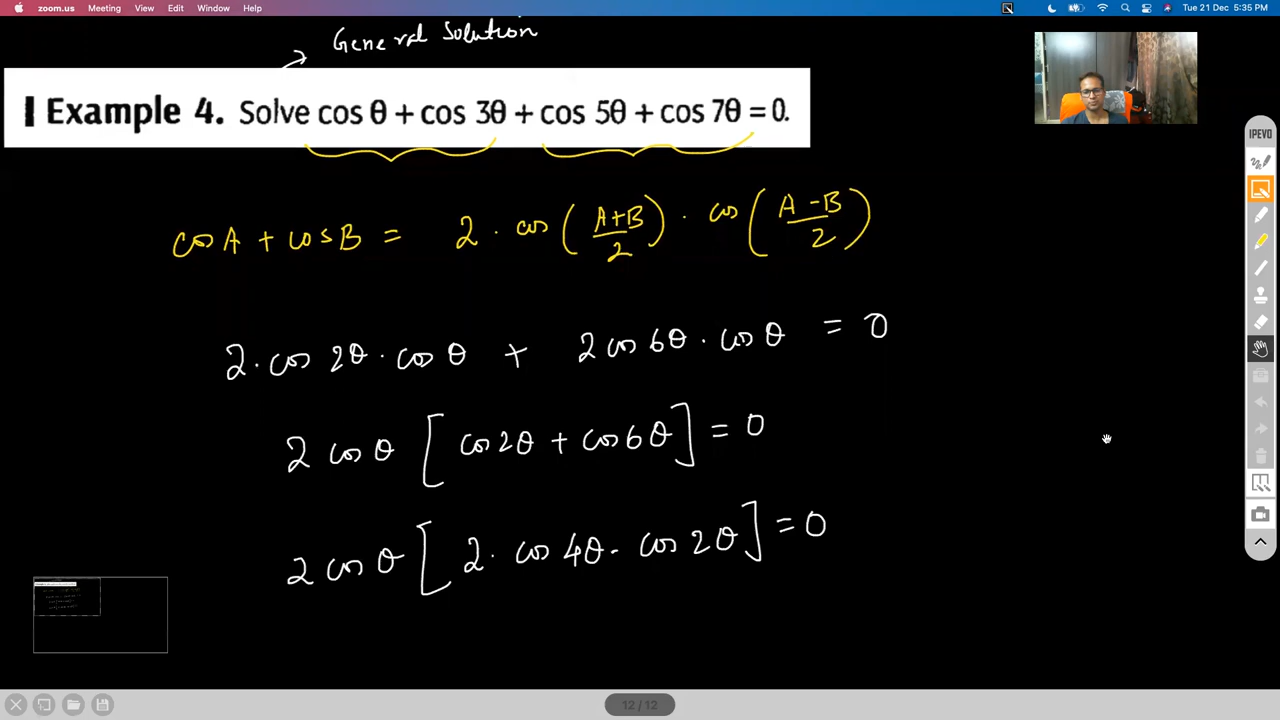 zoom.us Meeting View Edit Window Help Tue 21 Dec 5:35 PM
General Solution
Example 4. Solve cos θ + cos 3θ + cos 5θ + cos 7θ = 0.
IPEVO
cos A + cos B = 2 · cos (A+B/2) · cos (A-B/2)
2 · cos 2θ · cos θ + 2 cos 6θ · cos θ = 0
2 cos θ [cos 2θ + cos 6θ] = 0
2 cos θ [2 · cos 4θ · cos 2θ] = 0
12 / 12